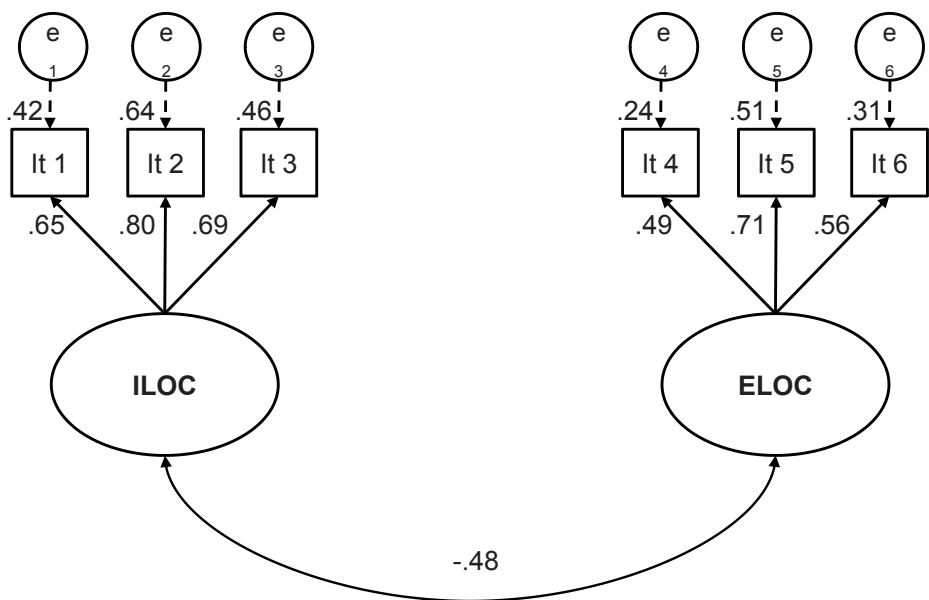 e e e e e e
1 2 3 4 5 6
.42 .64 .46 .24 .51 .31
It 1 It 2 It 3 It 4 It 5 It 6
.65 .80 .69 .49 .71 .56
ILOC ELOC
-.48